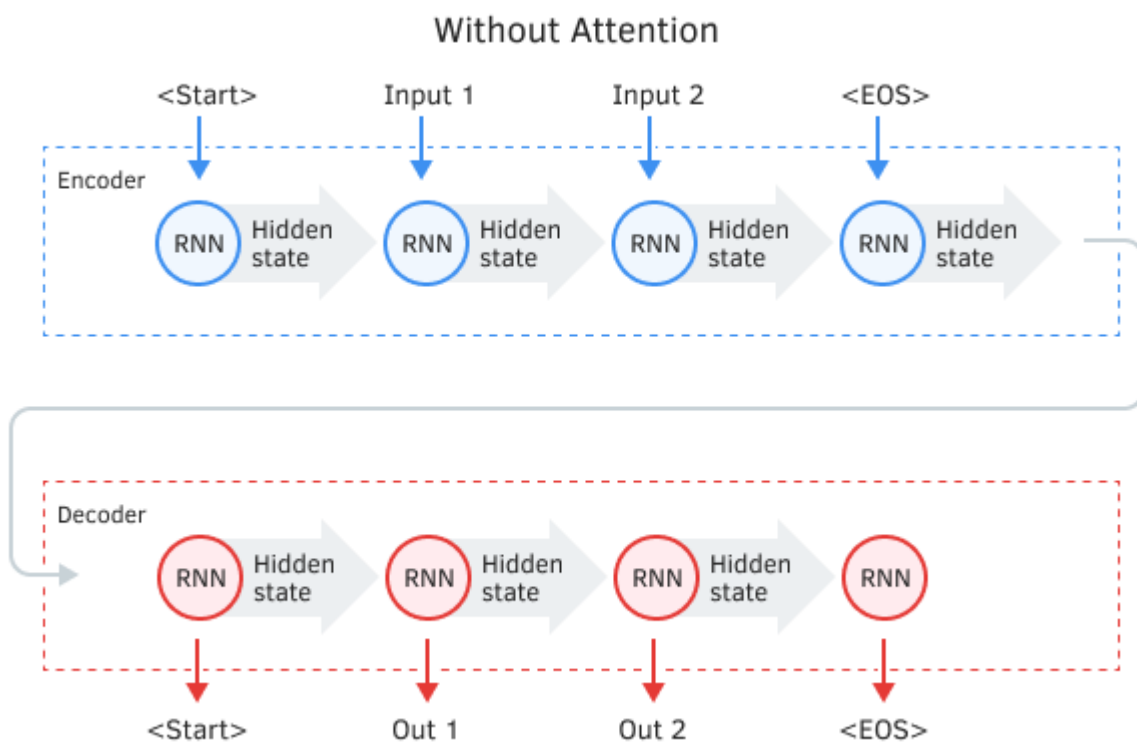 Without Attention
<Start>
Input 1
Input 2
<EOS>
Encoder
RNN
Hidden
state
RNN
Hidden
state
RNN
Hidden
state
RNN
Hidden
state
Decoder
RNN
Hidden
state
RNN
Hidden
state
RNN
Hidden
state
RNN
<Start>
Out 1
Out 2
<EOS>